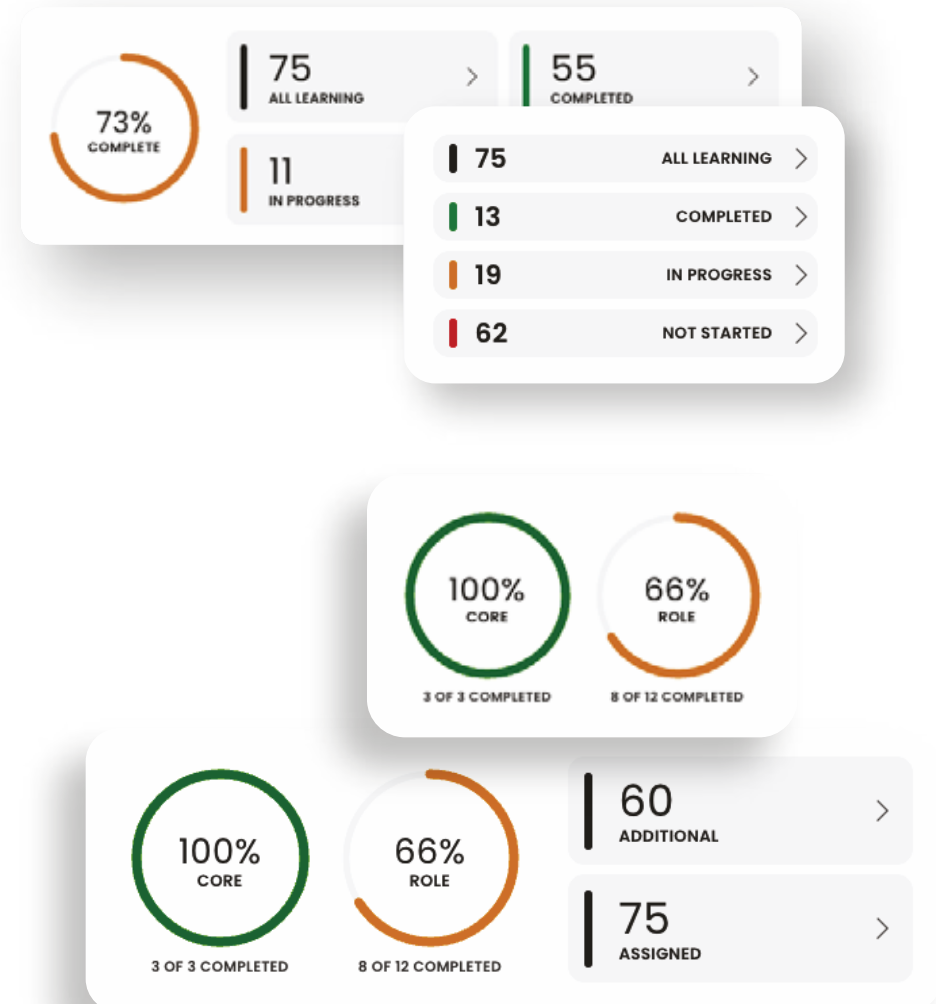 73%
COMPLETE
75
ALL LEARNING
55
COMPLETED
11
IN PROGRESS
75 ALL LEARNING
13 COMPLETED
19 IN PROGRESS
62 NOT STARTED
100%
CORE
3 OF 3 COMPLETED
66%
ROLE
8 OF 12 COMPLETED
100%
CORE
3 OF 3 COMPLETED
66%
ROLE
8 OF 12 COMPLETED
60
ADDITIONAL
75
ASSIGNED